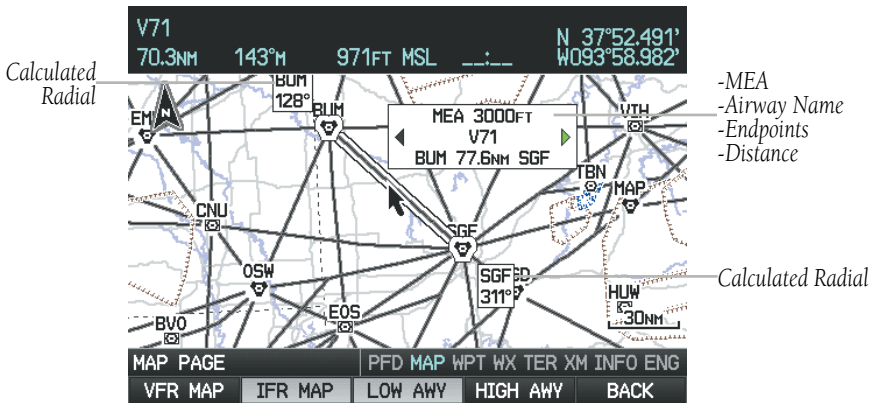 V71
70.3NM 143°M 971FT MSL __:__ N 37°52.491'
W093°58.982'
Calculated
Radial
BUM
128°
N
BUM
MEA 3000FT
V71
BUM 77.6NM SGF
VIH
-MEA
-Airway Name
-Endpoints
-Distance
TBN
MAP
CNU
SGF
OSW
SGF
311°
Calculated Radial
HUW
EOS
30NM
BVO
MAP PAGE PFD MAP WPT WX TER XM INFO ENG
VFR MAP IFR MAP LOW AWY HIGH AWY BACK